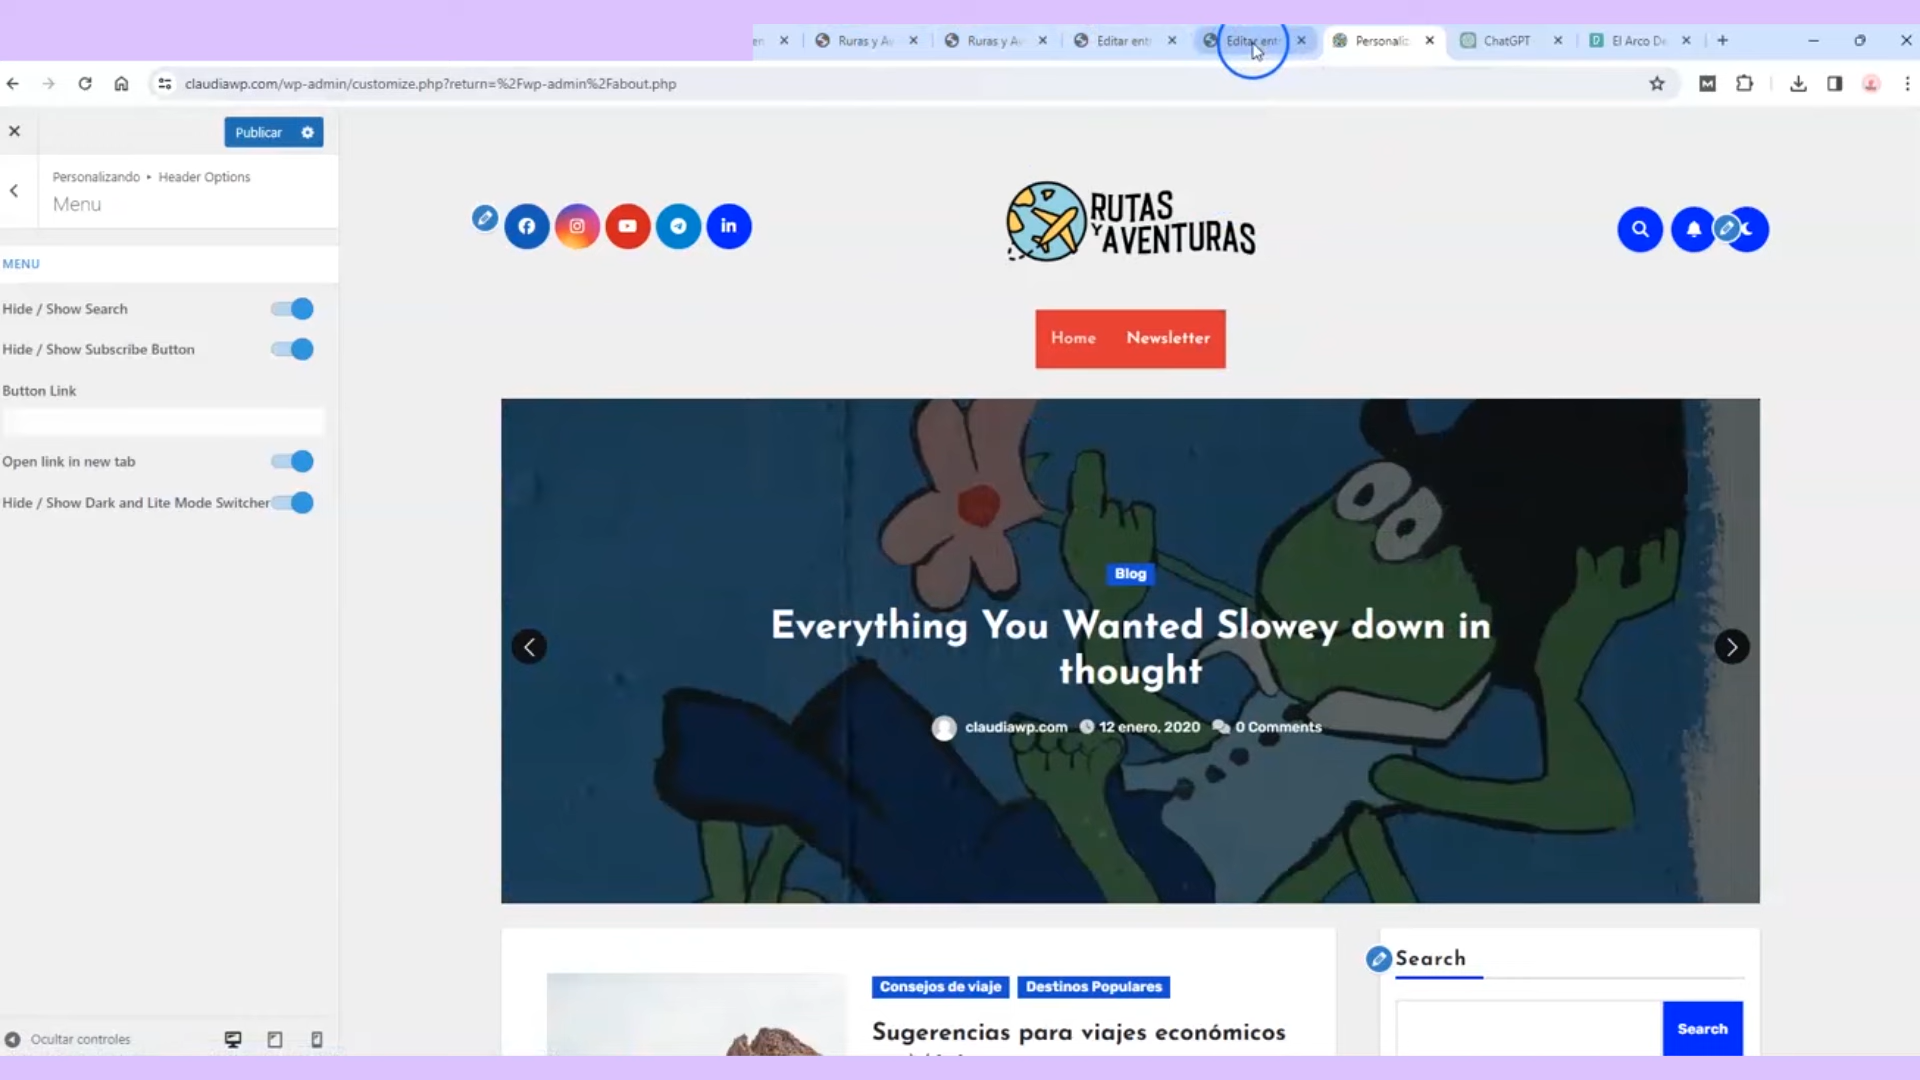 en
Ruras y Av
Ruras y Av
Editar ent
Editar ent
Personaliz
ChatGPT
El Arco De
claudiawp.com/wp-admin/customize.php?return=%2Fwp-admin%2Fabout.php
Publicar
Personalizando ▸ Header Options
Menu
MENU
Hide / Show Search
Hide / Show Subscribe Button
Button Link
Open link in new tab
Hide / Show Dark and Lite Mode Switcher
Ocultar controles
RUTAS
Y AVENTURAS
Home Newsletter
Blog
Everything You Wanted Slowey down in
thought
claudiawp.com 12 enero, 2020 0 Comments
Consejos de viaje Destinos Populares
Sugerencias para viajes económicos
Search
Search